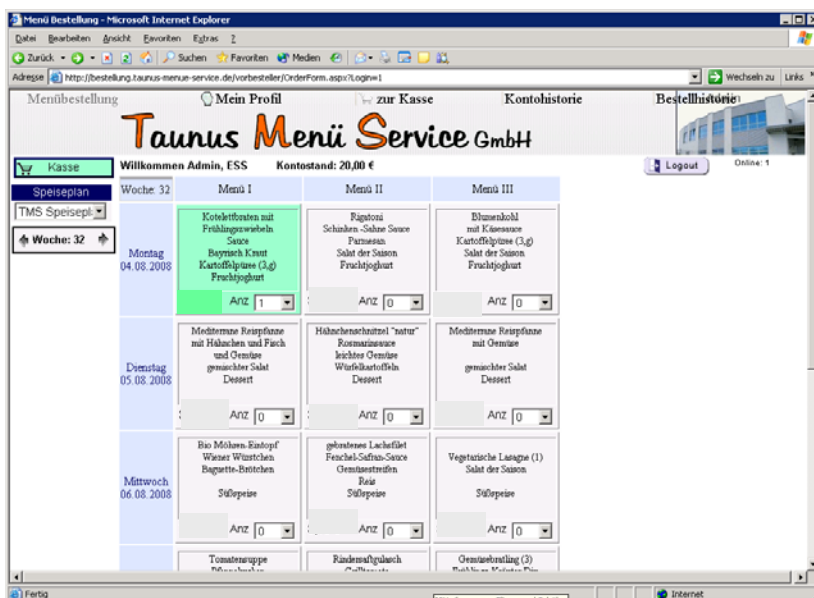 Menü Bestellung - Microsoft Internet Explorer
Datei Bearbeiten Ansicht Favoriten Extras ?
Zurück Suchen Favoriten Medien
Adresse http://bestellung.taunus-menue-service.de/vorbesteller/OrderForm.aspx?Login=1 Wechseln zu Links
Menübestellung Mein Profil zur Kasse Kontohistorie Bestellhistorie
Taunus Menü Service GmbH
Kasse Willkommen Admin, ESS Kontostand: 20,00 € Logout Online: 1
Speiseplan Woche: 32 Menü I Menü II Menü III
TMS Speisepl
Woche: 32
Montag
04.08.2008
Kotelettbraten mit
Frühlingszwiebeln
Sauce
Bayrisch Kraut
Kartoffelpüree (3,g)
Fruchtjoghurt
Anz 1
Rigatoni
Schinken-Sahne Sauce
Parmesan
Salat der Saison
Fruchtjoghurt
Anz 0
Blumenkohl
mit Käsesauce
Kartoffelpüree (3,g)
Salat der Saison
Fruchtjoghurt
Anz 0
Dienstag
05.08.2008
Mediterrane Reispfanne
mit Hähnchen und Fisch
und Gemüse
gemischter Salat
Dessert
Anz 0
Hähnchenschnitzel "natur"
Rosmarinsauce
leichtes Gemüse
Würfelkartoffeln
Dessert
Anz 0
Mediterrane Reispfanne
mit Gemüse
gemischter Salat
Dessert
Anz 0
Mittwoch
06.08.2008
Bio Möhren-Eintopf
Wiener Würstchen
Baguette-Brötchen
Süßspeise
Anz 0
gebratenes Lachsfilet
Fenchel-Safran-Sauce
Gemüsestreifen
Reis
Süßspeise
Anz 0
Vegetarische Lasagne (1)
Salat der Saison
Süßspeise
Anz 0
Tomatensuppe
Rindersaftgulasch
Gemüsebratling (3)
Fertig Internet